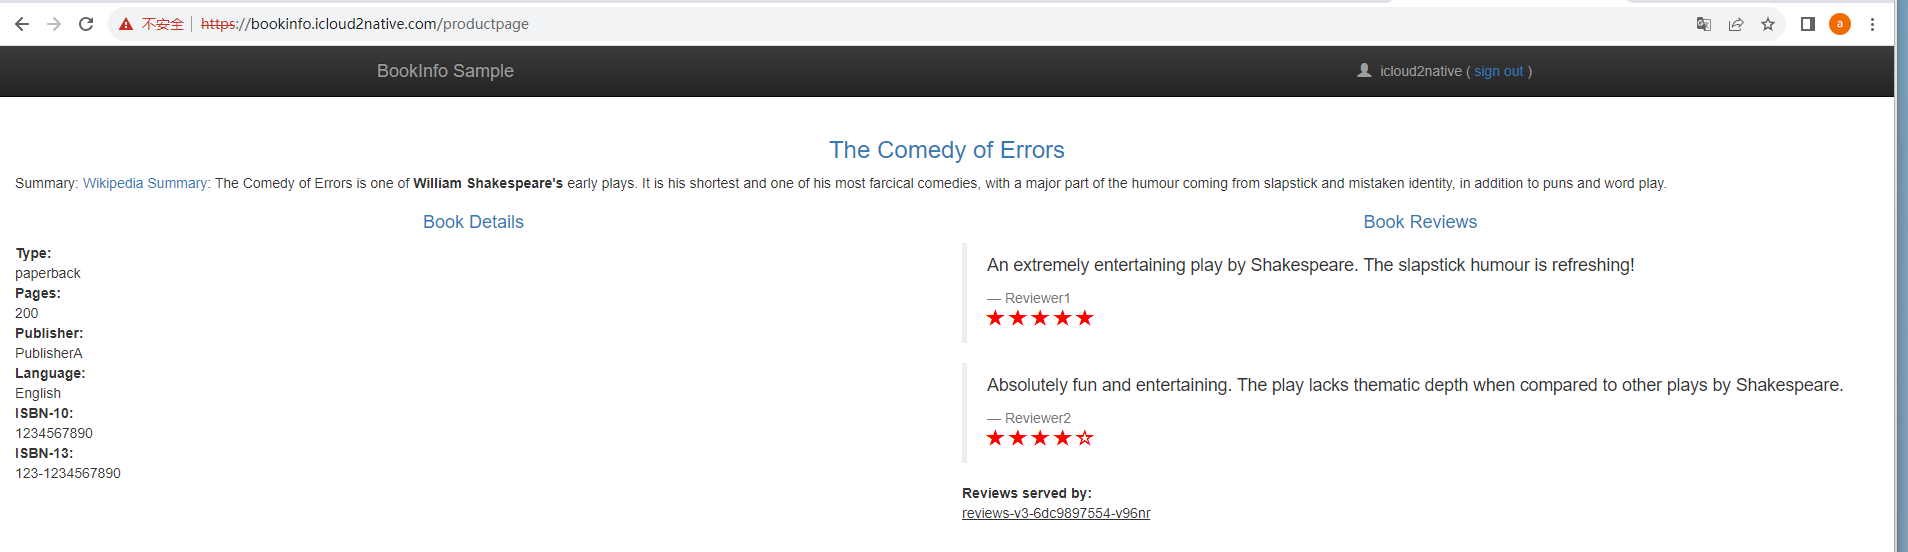 不安全 https://bookinfo.icloud2native.com/productpage
a
BookInfo Sample
icloud2native ( sign out )
The Comedy of Errors
Summary: Wikipedia Summary: The Comedy of Errors is one of William Shakespeare's early plays. It is his shortest and one of his most farcical comedies, with a major part of the humour coming from slapstick and mistaken identity, in addition to puns and word play.
Book Details
Type:
paperback
Pages:
200
Publisher:
PublisherA
Language:
English
ISBN-10:
1234567890
ISBN-13:
123-1234567890
Book Reviews
An extremely entertaining play by Shakespeare. The slapstick humour is refreshing!
— Reviewer1
★★★★★
Absolutely fun and entertaining. The play lacks thematic depth when compared to other plays by Shakespeare.
— Reviewer2
★★★★☆
Reviews served by:
reviews-v3-6dc9897554-v96nr